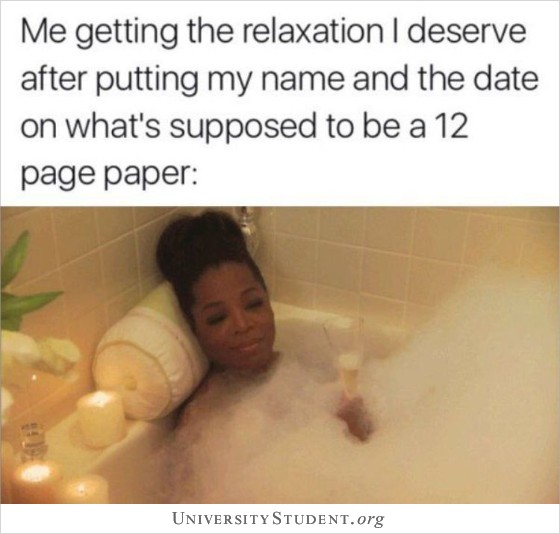 Me getting the relaxation I deserve
after putting my name and the date
on what's supposed to be a 12
page paper:
UNIVERSITYSTUDENT.org